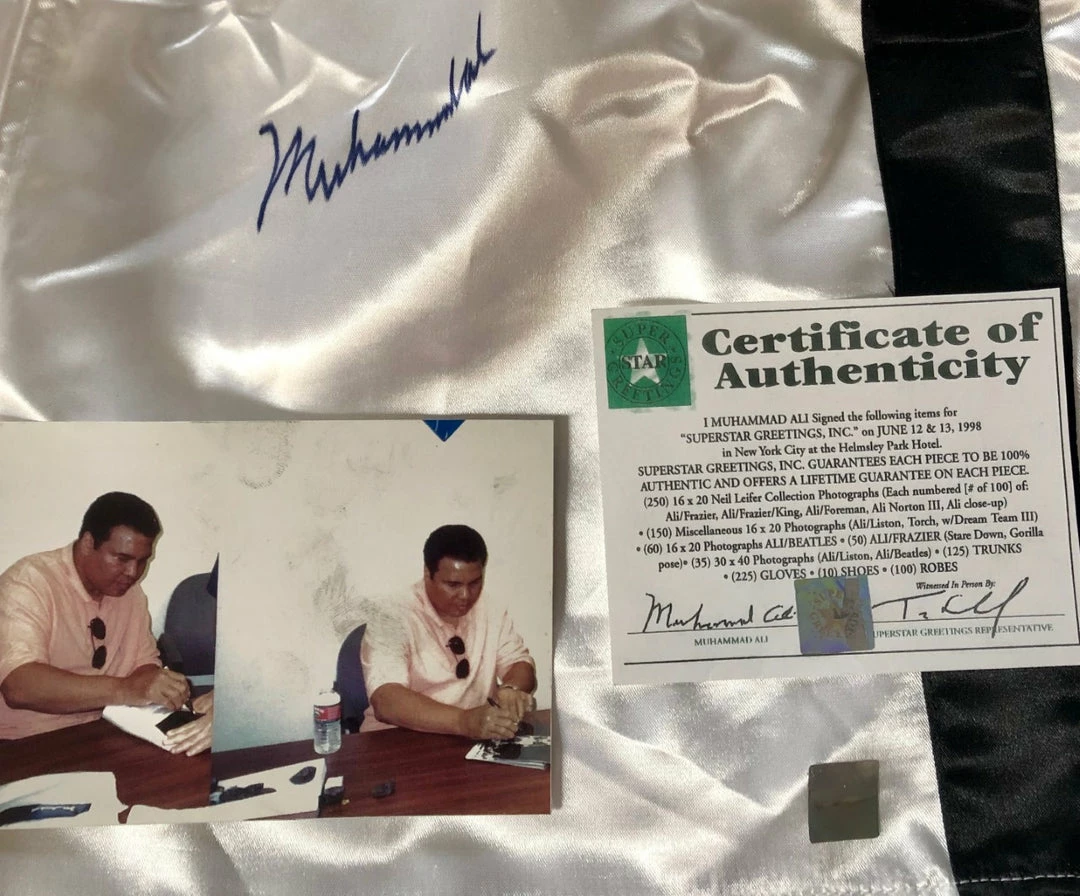 Muhammad
SUPER
STAR
GREETINGS
Certificate of
Authenticity
I MUHAMMAD ALI Signed the following items for
"SUPERSTAR GREETINGS, INC." on JUNE 12 & 13, 1998
in New York City at the Helmsley Park Hotel.
SUPERSTAR GREETINGS, INC. GUARANTEES EACH PIECE TO BE 100%
AUTHENTIC AND OFFERS A LIFETIME GUARANTEE ON EACH PIECE.
(250) 16 x 20 Neil Leifer Collection Photographs (Each numbered [# of 100] of:
Ali/Frazier, Ali/Frazier/King, Ali/Foreman, Ali Norton III, Ali close-up)
• (150) Miscellaneous 16 x 20 Photographs (Ali/Liston, Torch, w/Dream Team III)
• (60) 16 x 20 Photographs ALI/BEATLES • (50) ALI/FRAZIER (Stare Down, Gorilla
pose)• (35) 30 x 40 Photographs (Ali/Liston, Ali/Beatles) • (125) TRUNKS
• (225) GLOVES • (10) SHOES • (100) ROBES
Witnessed In Person By:
Muhammad Ali
MUHAMMAD ALI
UPERSTAR GREETINGS REPRESENTATIVE